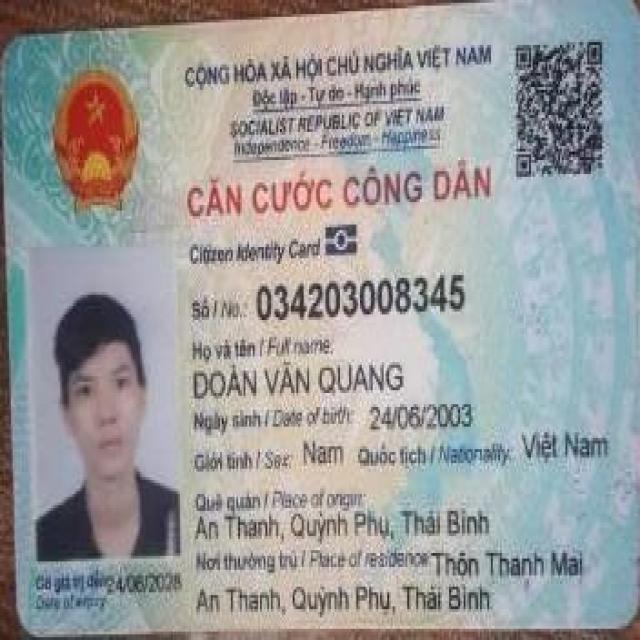 CỘNG HÒA XÃ HỘI CHỦ NGHĨA VIỆT NAM
Độc lập - Tự do - Hạnh phúc
SOCIALIST REPUBLIC OF VIET NAM
Independence - Freedom - Happiness
CĂN CƯỚC CÔNG DÂN
Citizen Identity Card
Số / No.: 034203008345
Họ và tên / Full name:
DOÀN VĂN QUANG
Ngày sinh / Date of birth: 24/06/2003
Giới tính / Sex: Nam Quốc tịch / Nationality: Việt Nam
Quê quán / Place of origin:
An Thanh, Quỳnh Phụ, Thái Bình
Nơi thường trú / Place of residence: Thôn Thanh Mai
An Thanh, Quỳnh Phụ, Thái Bình
Có giá trị đến: 24/06/2028
Date of expiry